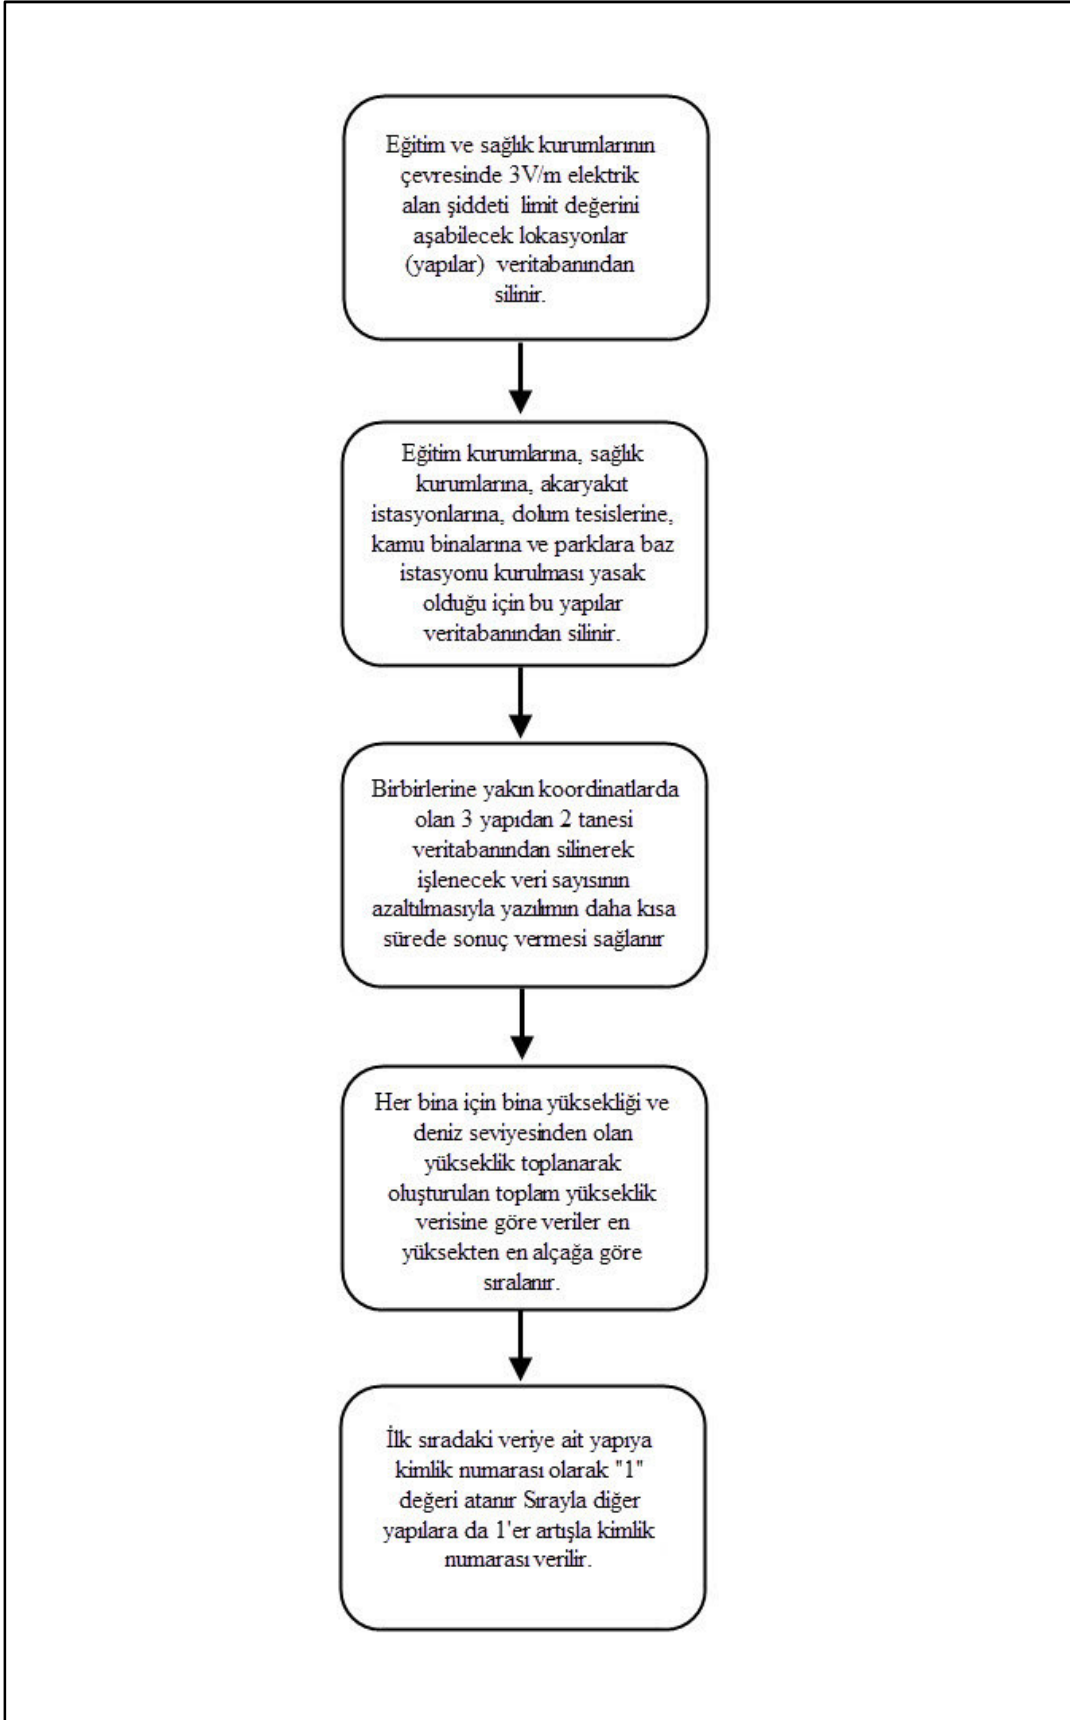 Eğitim ve sağlık kurumlarının
çevresinde 3V/m elektrik
alan şiddeti limit değerini
aşabilecek lokasyonlar
(yapılar) veritabanından
silinir.
Eğitim kurumlarına, sağlık
kurumlarına, akaryakıt
istasyonlarına, dolum tesislerine,
kamu binalarına ve parklara baz
istasyonu kurulması yasak
olduğu için bu yapılar
veritabanından silinir.
Birbirlerine yakın koordinatlarda
olan 3 yapıdan 2 tanesi
veritabanından silinerek
işlenecek veri sayısının
azaltılmasıyla yazılımın daha kısa
sürede sonuç vermesi sağlanır
Her bina için bina yüksekliği ve
deniz seviyesinden olan
yükseklik toplanarak
oluşturulan toplam yükseklik
verisine göre veriler en
yüksekten en alçağa göre
sıralanır.
İlk sıradaki veriye ait yapıya
kimlik numarası olarak "1"
değeri atanır Sırayla diğer
yapılara da 1'er artışla kimlik
numarası verilir.